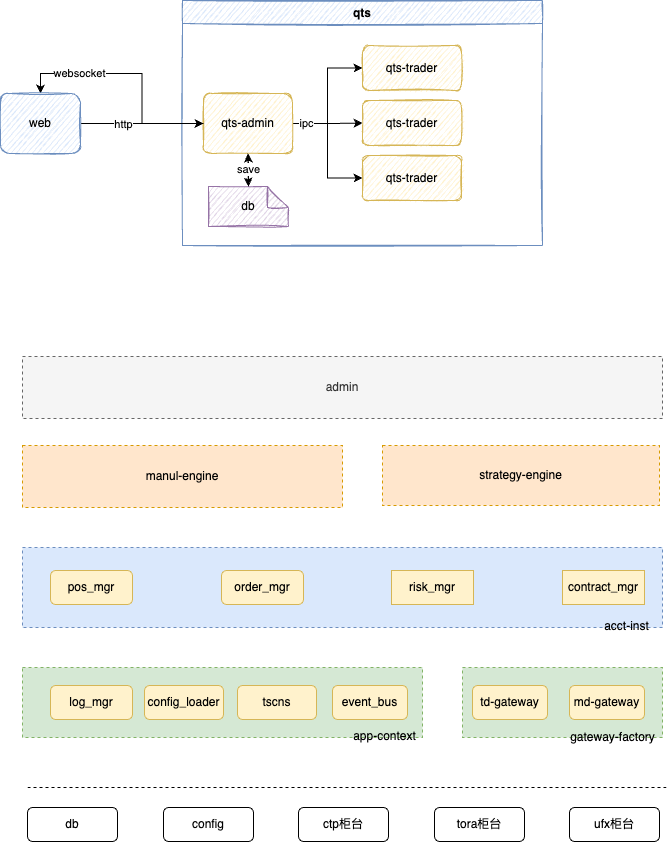 qts
websocket
web
http
qts-admin
ipc
qts-trader
qts-trader
qts-trader
save
db
admin
manul-engine
strategy-engine
pos_mgr
order_mgr
risk_mgr
contract_mgr
acct-inst
log_mgr
config_loader
tscns
event_bus
app-context
td-gateway
md-gateway
gateway-factory
db
config
ctp柜台
tora柜台
ufx柜台